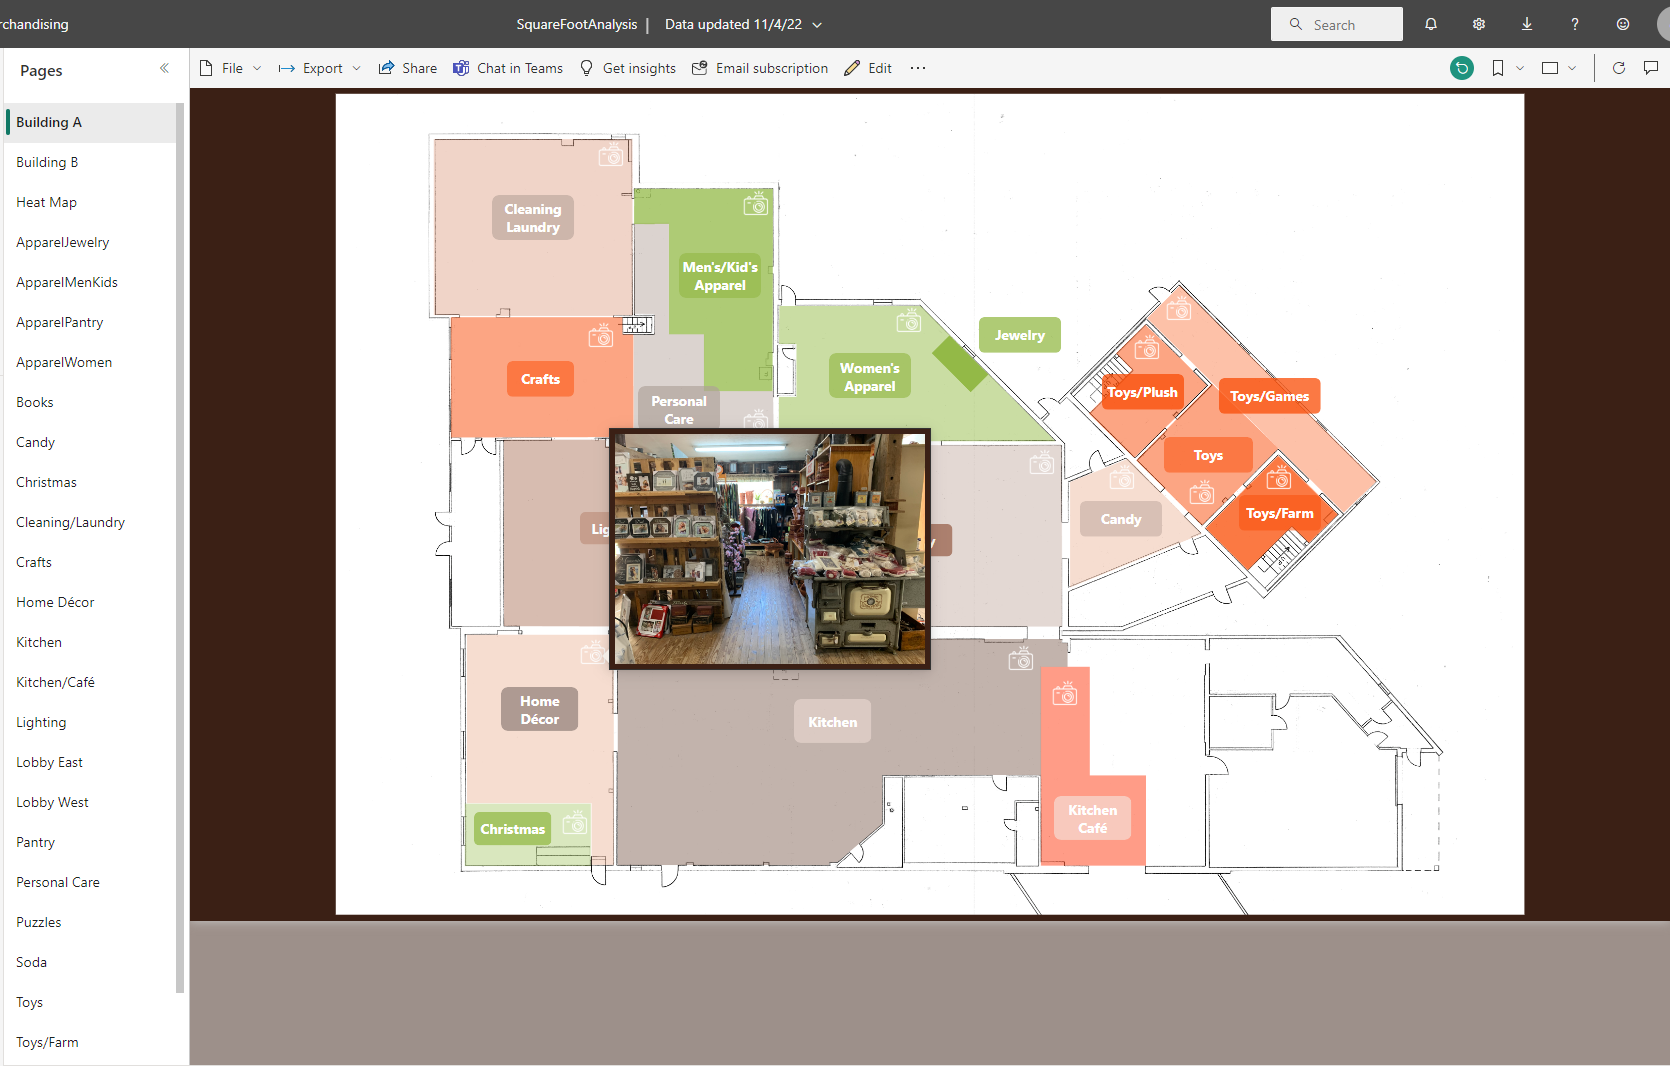 rchandising
SquareFootAnalysis | Data updated 11/4/22
Search
Pages
File
Export
Share
Chat in Teams
Get insights
Email subscription
Edit
Building A
Building B
Heat Map
ApparelJewelry
ApparelMenKids
ApparelPantry
ApparelWomen
Books
Candy
Christmas
Cleaning/Laundry
Crafts
Home Décor
Kitchen
Kitchen/Café
Lighting
Lobby East
Lobby West
Pantry
Personal Care
Puzzles
Soda
Toys
Toys/Farm
Cleaning
Laundry
Men's/Kid's
Apparel
Jewelry
Women's
Apparel
Crafts
Personal
Care
Toys/Plush
Toys/Games
Toys
Toys/Farm
Candy
Lig
y
Home
Décor
Kitchen
Christmas
Kitchen
Café